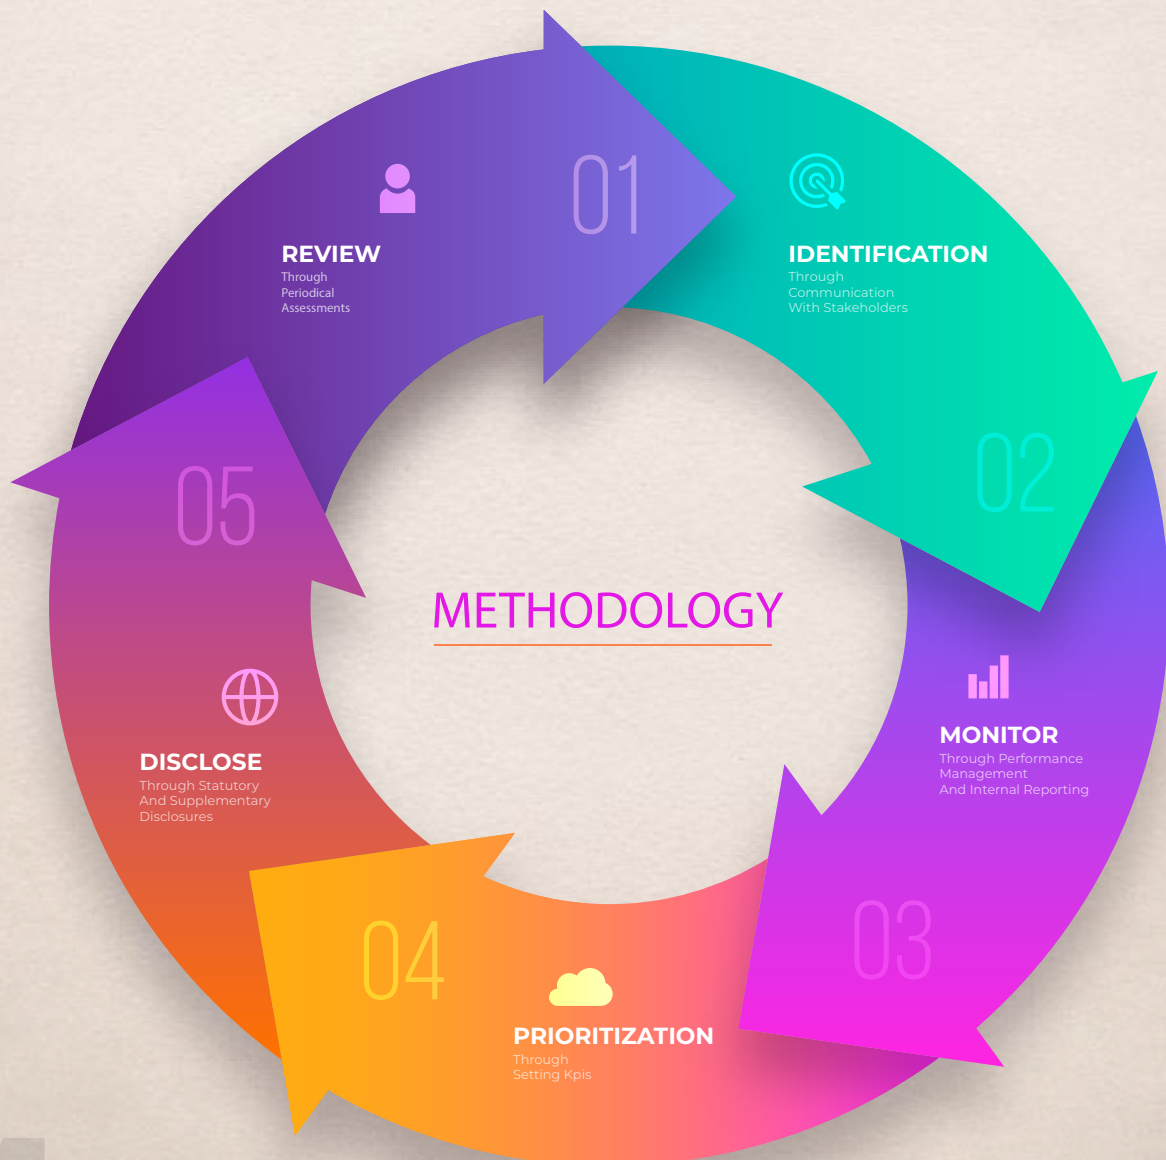 01
REVIEW
Through
Periodical
Assessments
IDENTIFICATION
Through
Communication
With Stakeholders
02
MONITOR
Through Performance
Management
And Internal Reporting
03
PRIORITIZATION
Through
Setting Kpis
04
DISCLOSE
Through Statutory
And Supplementary
Disclosures
05
METHODOLOGY